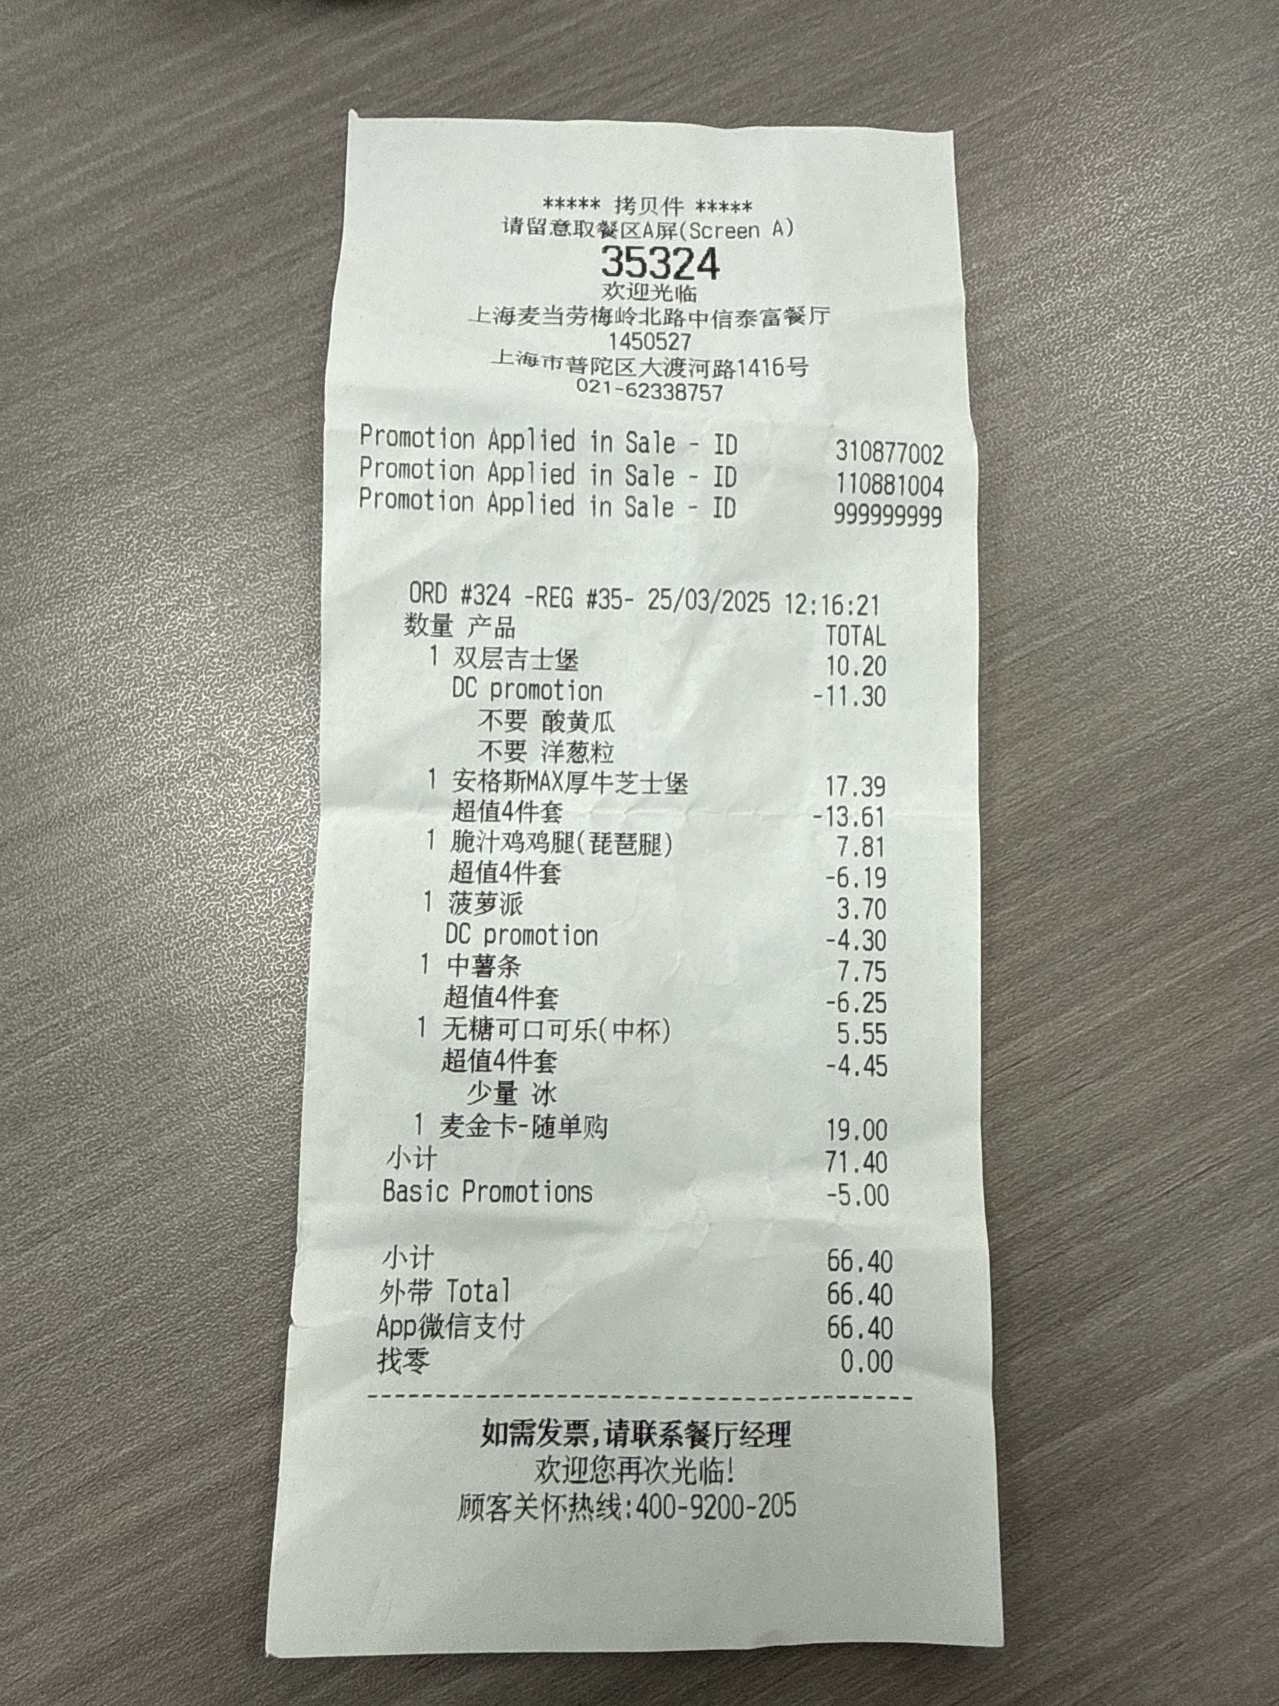 ***** 拷贝件 *****
请留意取餐区A屏(Screen A)
35324
欢迎光临
上海麦当劳梅岭北路中信泰富餐厅
1450527
上海市普陀区大渡河路1416号
021-62338757
Promotion Applied in Sale - ID 310877002
Promotion Applied in Sale - ID 110881004
Promotion Applied in Sale - ID 999999999
ORD #324 -REG #35- 25/03/2025 12:16:21
数量 产品 TOTAL
1 双层吉士堡 10.20
DC promotion -11.30
不要 酸黄瓜
不要 洋葱粒
1 安格斯MAX厚牛芝士堡 17.39
超值4件套 -13.61
1 脆汁鸡鸡腿(琵琶腿) 7.81
超值4件套 -6.19
1 菠萝派 3.70
DC promotion -4.30
1 中薯条 7.75
超值4件套 -6.25
1 无糖可口可乐(中杯) 5.55
超值4件套 -4.45
少量 冰
1 麦金卡-随单购 19.00
小计 71.40
Basic Promotions -5.00
小计 66.40
外带 Total 66.40
App微信支付 66.40
找零 0.00
--------------------------------------------
如需发票,请联系餐厅经理
欢迎您再次光临!
顾客关怀热线:400-9200-205